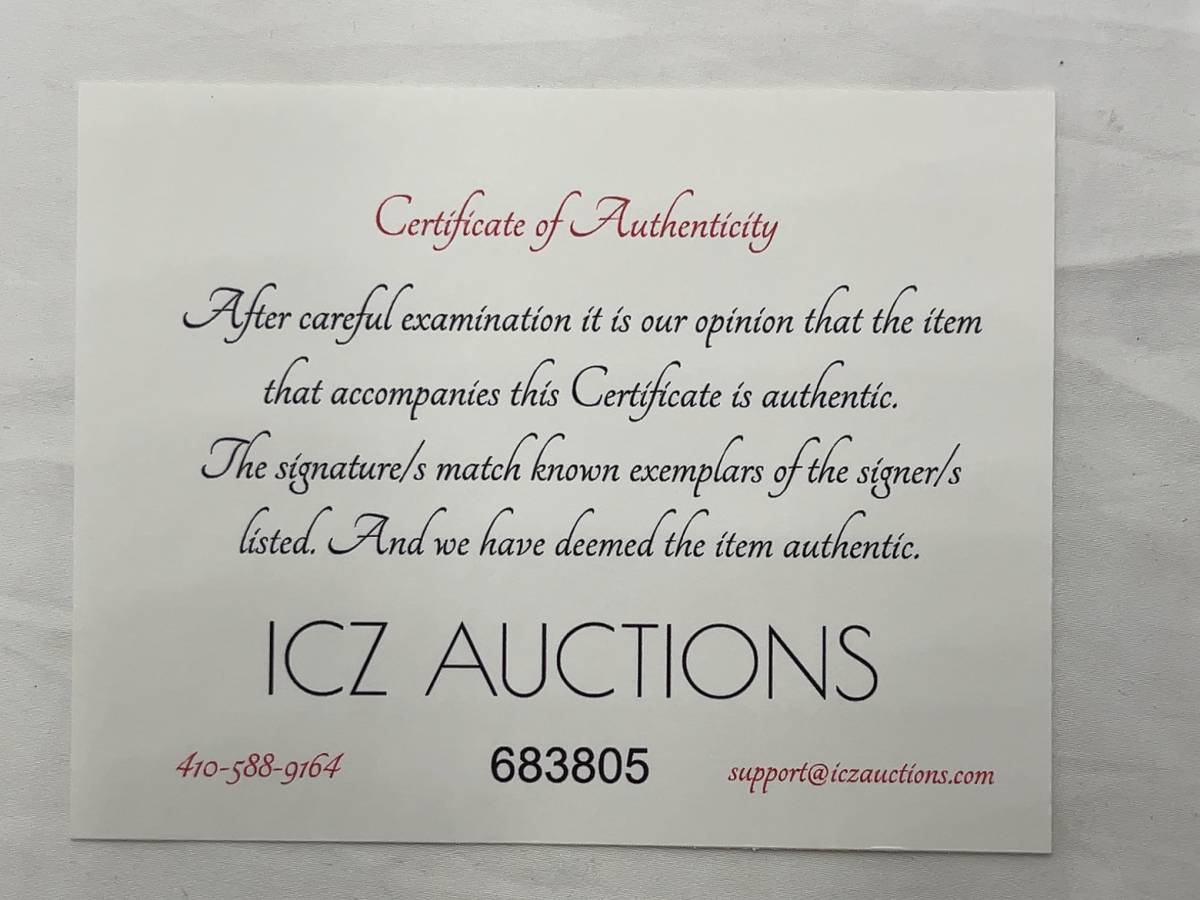 Certificate of Authenticity
After careful examination it is our opinion that the item
that accompanies this Certificate is authentic.
The signature/s match known exemplars of the signer/s
listed. And we have deemed the item authentic.
ICZ AUCTIONS
410-588-9164 683805 support@iczauctions.com